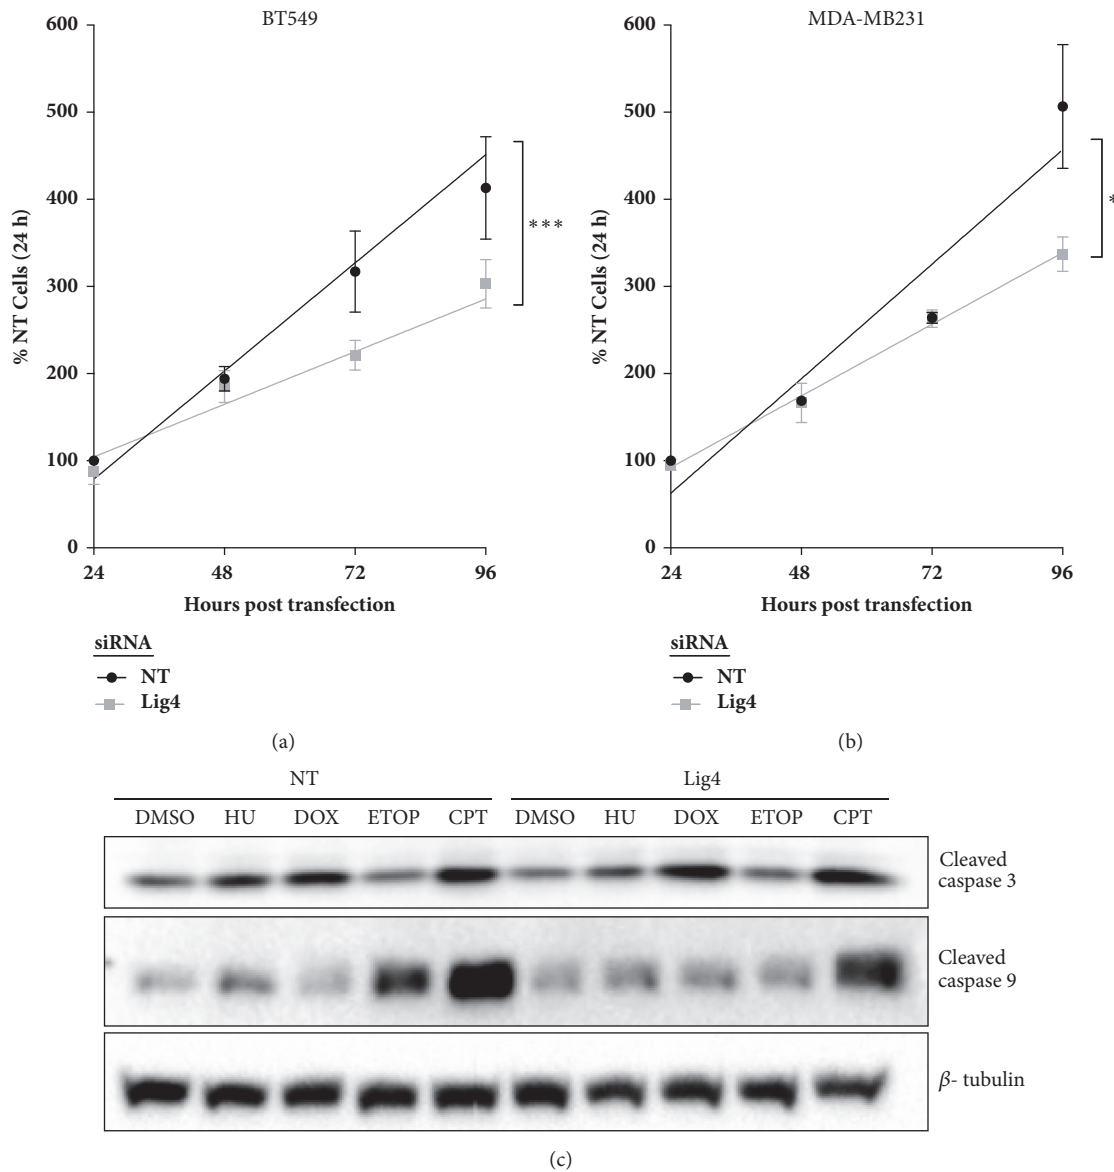 BT549
600
500
400
300
200
100
0
% NT Cells (24 h)
***
24 48 72 96
Hours post transfection
siRNA
NT
Lig4
(a)
MDA-MB231
600
500
400
300
200
100
0
% NT Cells (24 h)
*
24 48 72 96
Hours post transfection
siRNA
NT
Lig4
(b)
NT Lig4
DMSO HU DOX ETOP CPT DMSO HU DOX ETOP CPT
Cleaved
caspase 3
Cleaved
caspase 9
β- tubulin
(c)